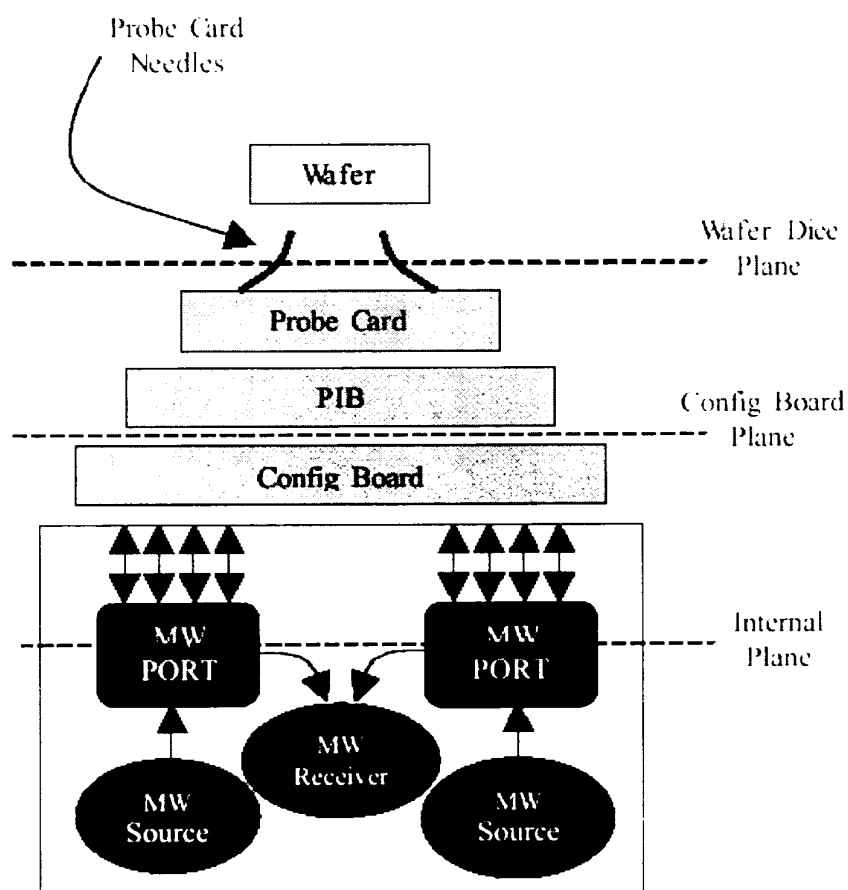 Probe Card
Needles
Wafer
Wafer Dice
Plane
Probe Card
PIB
Config Board
Plane
Config Board
MW
PORT
MW
PORT
Internal
Plane
MW
Receiver
MW
Source
MW
Source